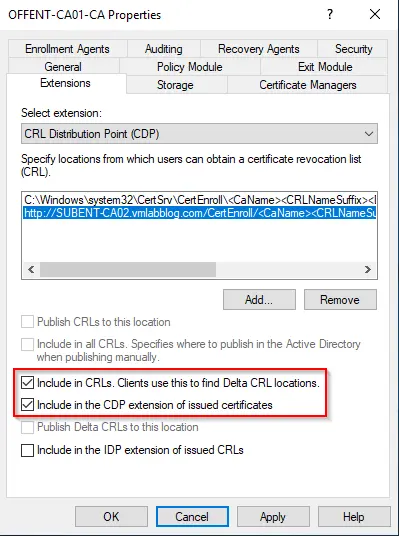 OFFENT-CA01-CA Properties
Enrollment Agents Auditing Recovery Agents Security
General Policy Module Exit Module
Extensions Storage Certificate Managers
Select extension:
CRL Distribution Point (CDP)
Specify locations from which users can obtain a certificate revocation list
(CRL).
C:\Windows\system32\CertSrv\CertEnroll\<CaName><CRLNameSuffix><
http://SUBENT-CA02.vmlabblog.com/CertEnroll/<CaName><CRLNameSu
Add... Remove
Publish CRLs to this location
Include in all CRLs. Specifies where to publish in the Active Directory
when publishing manually.
Include in CRLs. Clients use this to find Delta CRL locations.
Include in the CDP extension of issued certificates
Publish Delta CRLs to this location
Include in the IDP extension of issued CRLs
OK Cancel Apply Help